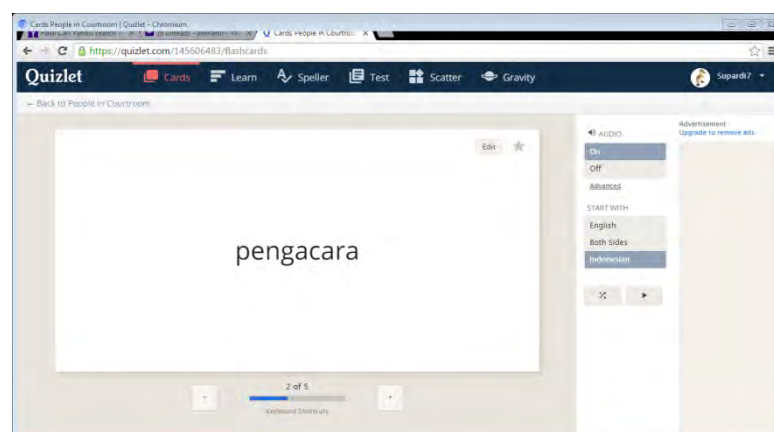 Cards People in Courtroom | Quizlet - Chromium
Cards People in Courtroo
https://quizlet.com/145606483/flashcards
Quizlet Cards Learn Speller Test Scatter Gravity Supardi7
← Back to People in Courtroom
Edit
pengacara
2 of 5
Keyboard Shortcuts
AUDIO
On
Off
Advanced
START WITH
English
Both Sides
Indonesian
Advertisement
Upgrade to remove ads